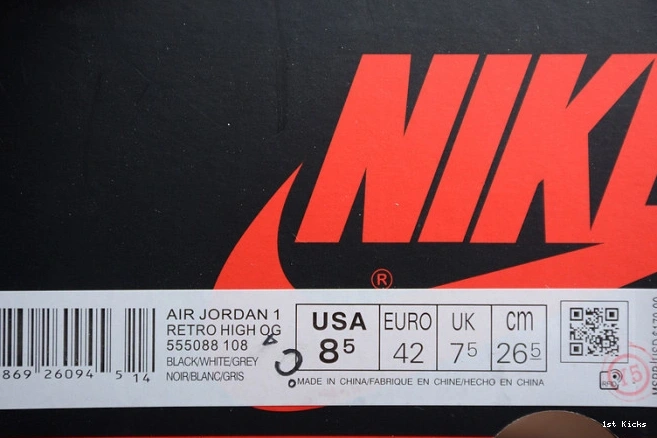 NIKE
®
AIR JORDAN 1
RETRO HIGH OG
555088 108
BLACK/WHITE/GREY
NOIR/BLANC/GRIS
USA EURO UK cm
8⁵ 42 7⁵ 26⁵
MADE IN CHINA/FABRIQUE EN CHINE/HECHO EN CHINA
869 26094 5 14
RFID
15
1st Kicks